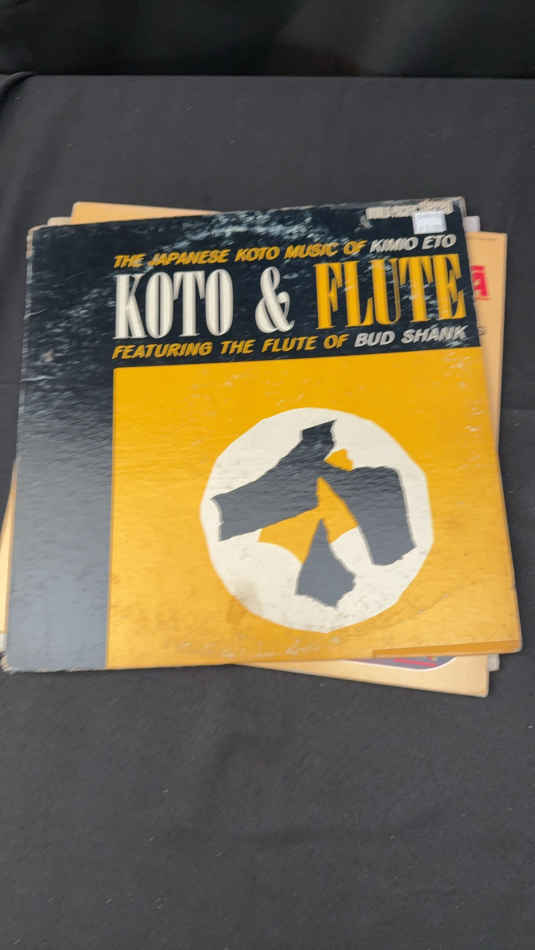 THE JAPANESE KOTO MUSIC OF KIMIO ETO
KOTO & FLUTE
FEATURING THE FLUTE OF BUD SHANK